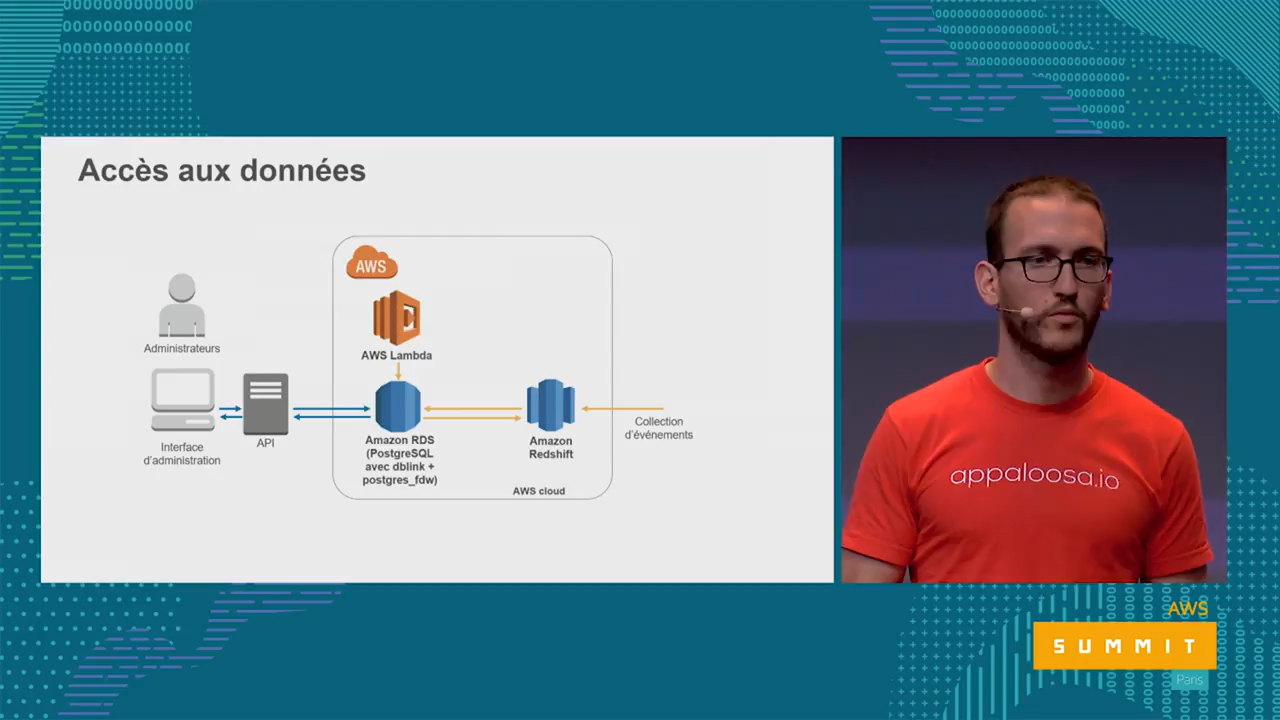 Accès aux données
AWS
AWS Lambda
Administrateurs
Interface
d'administration
API
Amazon RDS
(PostgreSQL
avec dblink +
postgres_fdw)
Amazon
Redshift
Collection
d'événements
AWS cloud
appaloosa.io
AWS
SUMMIT
Paris